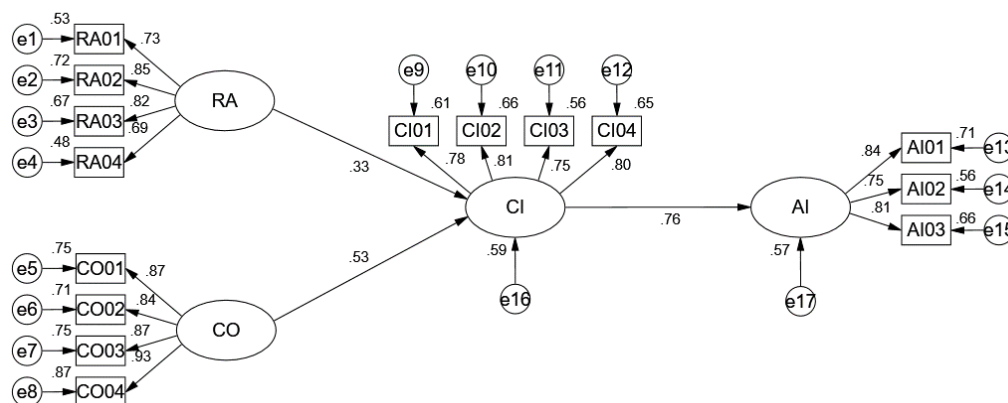 .53
e1 RA01 .73
.72
e2 RA02 .85
.67
e3 RA03 .82
.48
e4 RA04 .69
RA
.33
e9 e10 e11 e12
.61 .66 .56 .65
CI01 CI02 CI03 CI04
.78 .81 .75 .80
CI
.59
e16
.76
AI
.57
e17
.84 AI01 .71 e13
.75 AI02 .56 e14
.81 AI03 .66 e15
.75
e5 CO01 .87
.71
e6 CO02 .84
.75
e7 CO03 .87
.87
e8 CO04 .93
CO
.53